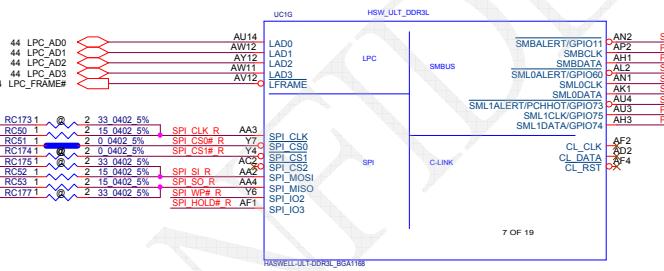 UC1G HSW_ULT_DDR3L
44 LPC_AD0 AU14 LAD0 SMBALERT/GPIO11 AN2
44 LPC_AD1 AW12 LAD1 SMBCLK AP2
44 LPC_AD2 AY12 LAD2 LPC SMBDATA AH1
44 LPC_AD3 AW11 LAD3 SMBUS SML0ALERT/GPIO60 AL2
LPC_FRAME# AV12 LFRAME SML0CLK AN1
SML0DATA AK1
SML1ALERT/PCHHOT/GPIO73 AU4
SML1CLK/GPIO75 AU3
SML1DATA/GPIO74 AH3
RC173 1 @ 2 33_0402_5%
RC50 1 2 15_0402_5% SPI_CLK_R AA3 SPI_CLK
RC51 1 2 0_0402_5% SPI_CS0#_R Y7 SPI_CS0 CL_CLK AF2
RC174 1 @ 2 0_0402_5% SPI_CS1#_R Y4 SPI_CS1 CL_DATA AD2
RC175 1 @ 2 33_0402_5% AC2 SPI_CS2 SPI C-LINK CL_RST AF4
RC52 1 2 15_0402_5% SPI_SI_R AA2 SPI_MOSI
RC53 1 2 15_0402_5% SPI_SO_R AA4 SPI_MISO
RC177 1 @ 2 33_0402_5% SPI_WP#_R Y6 SPI_IO2
SPI_HOLD#_R AF1 SPI_IO3
7 OF 19
HASWELL-ULT-DDR3L_BGA1168